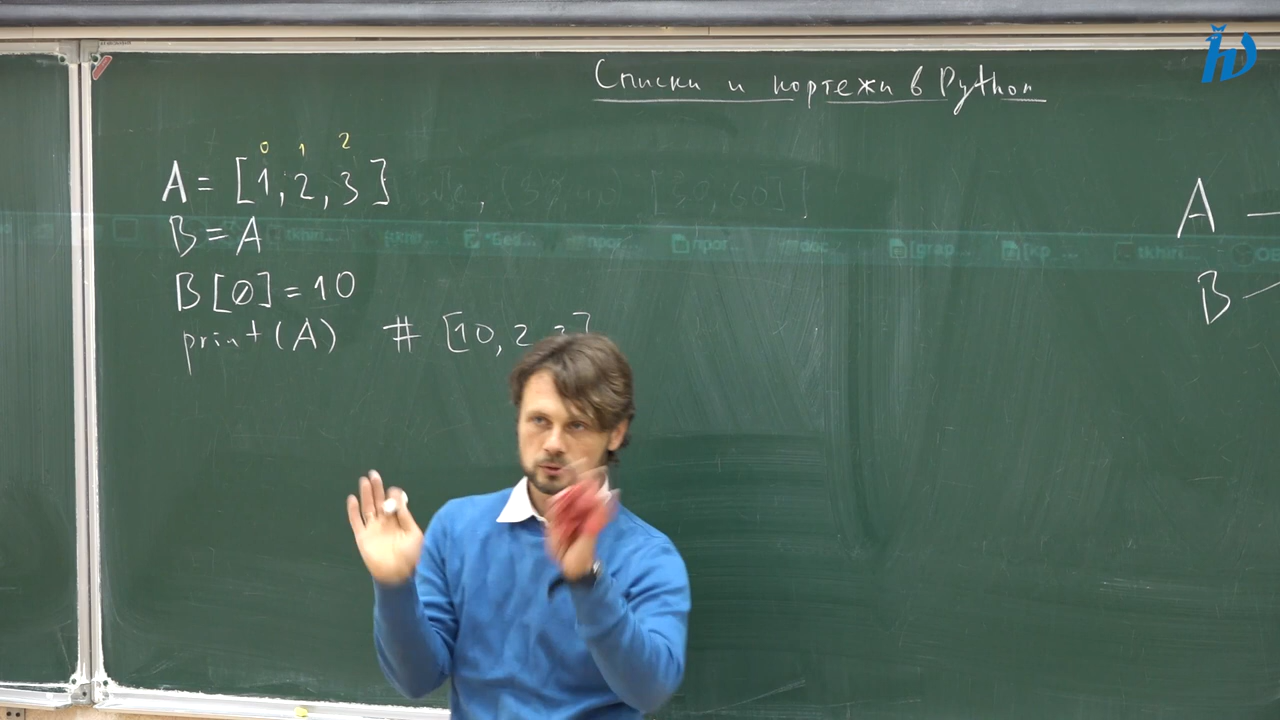 Списки и кортежи в Python
0 1 2
A = [1, 2, 3]
B = A
B[0] = 10
print(A) # [10, 2, 3]
A —
B —